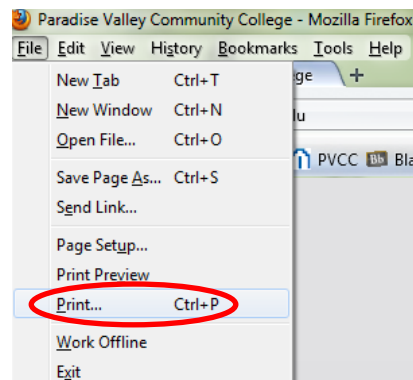 Paradise Valley Community College - Mozilla Firefox
File Edit View History Bookmarks Tools Help
ge +
New Tab Ctrl+T
New Window Ctrl+N
lu
Open File... Ctrl+O
PVCC Bb Bla
Save Page As... Ctrl+S
Send Link...
Page Setup...
Print Preview
Print... Ctrl+P
Work Offline
Exit